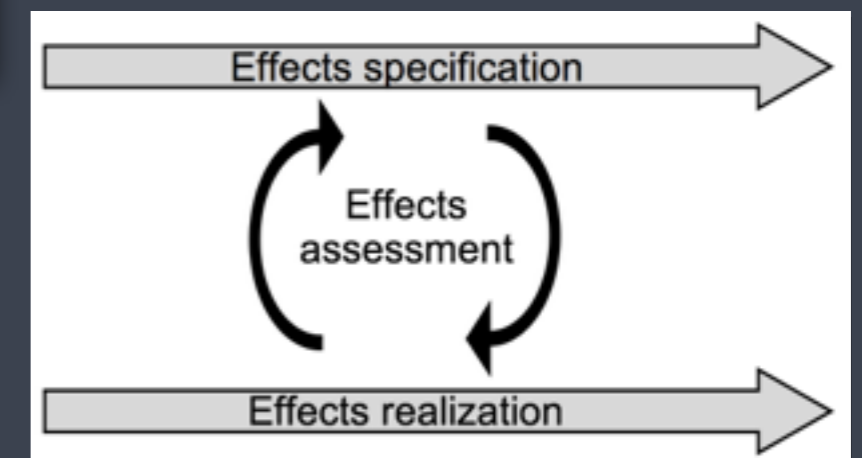 Effects specification
Effects
assessment
Effects realization